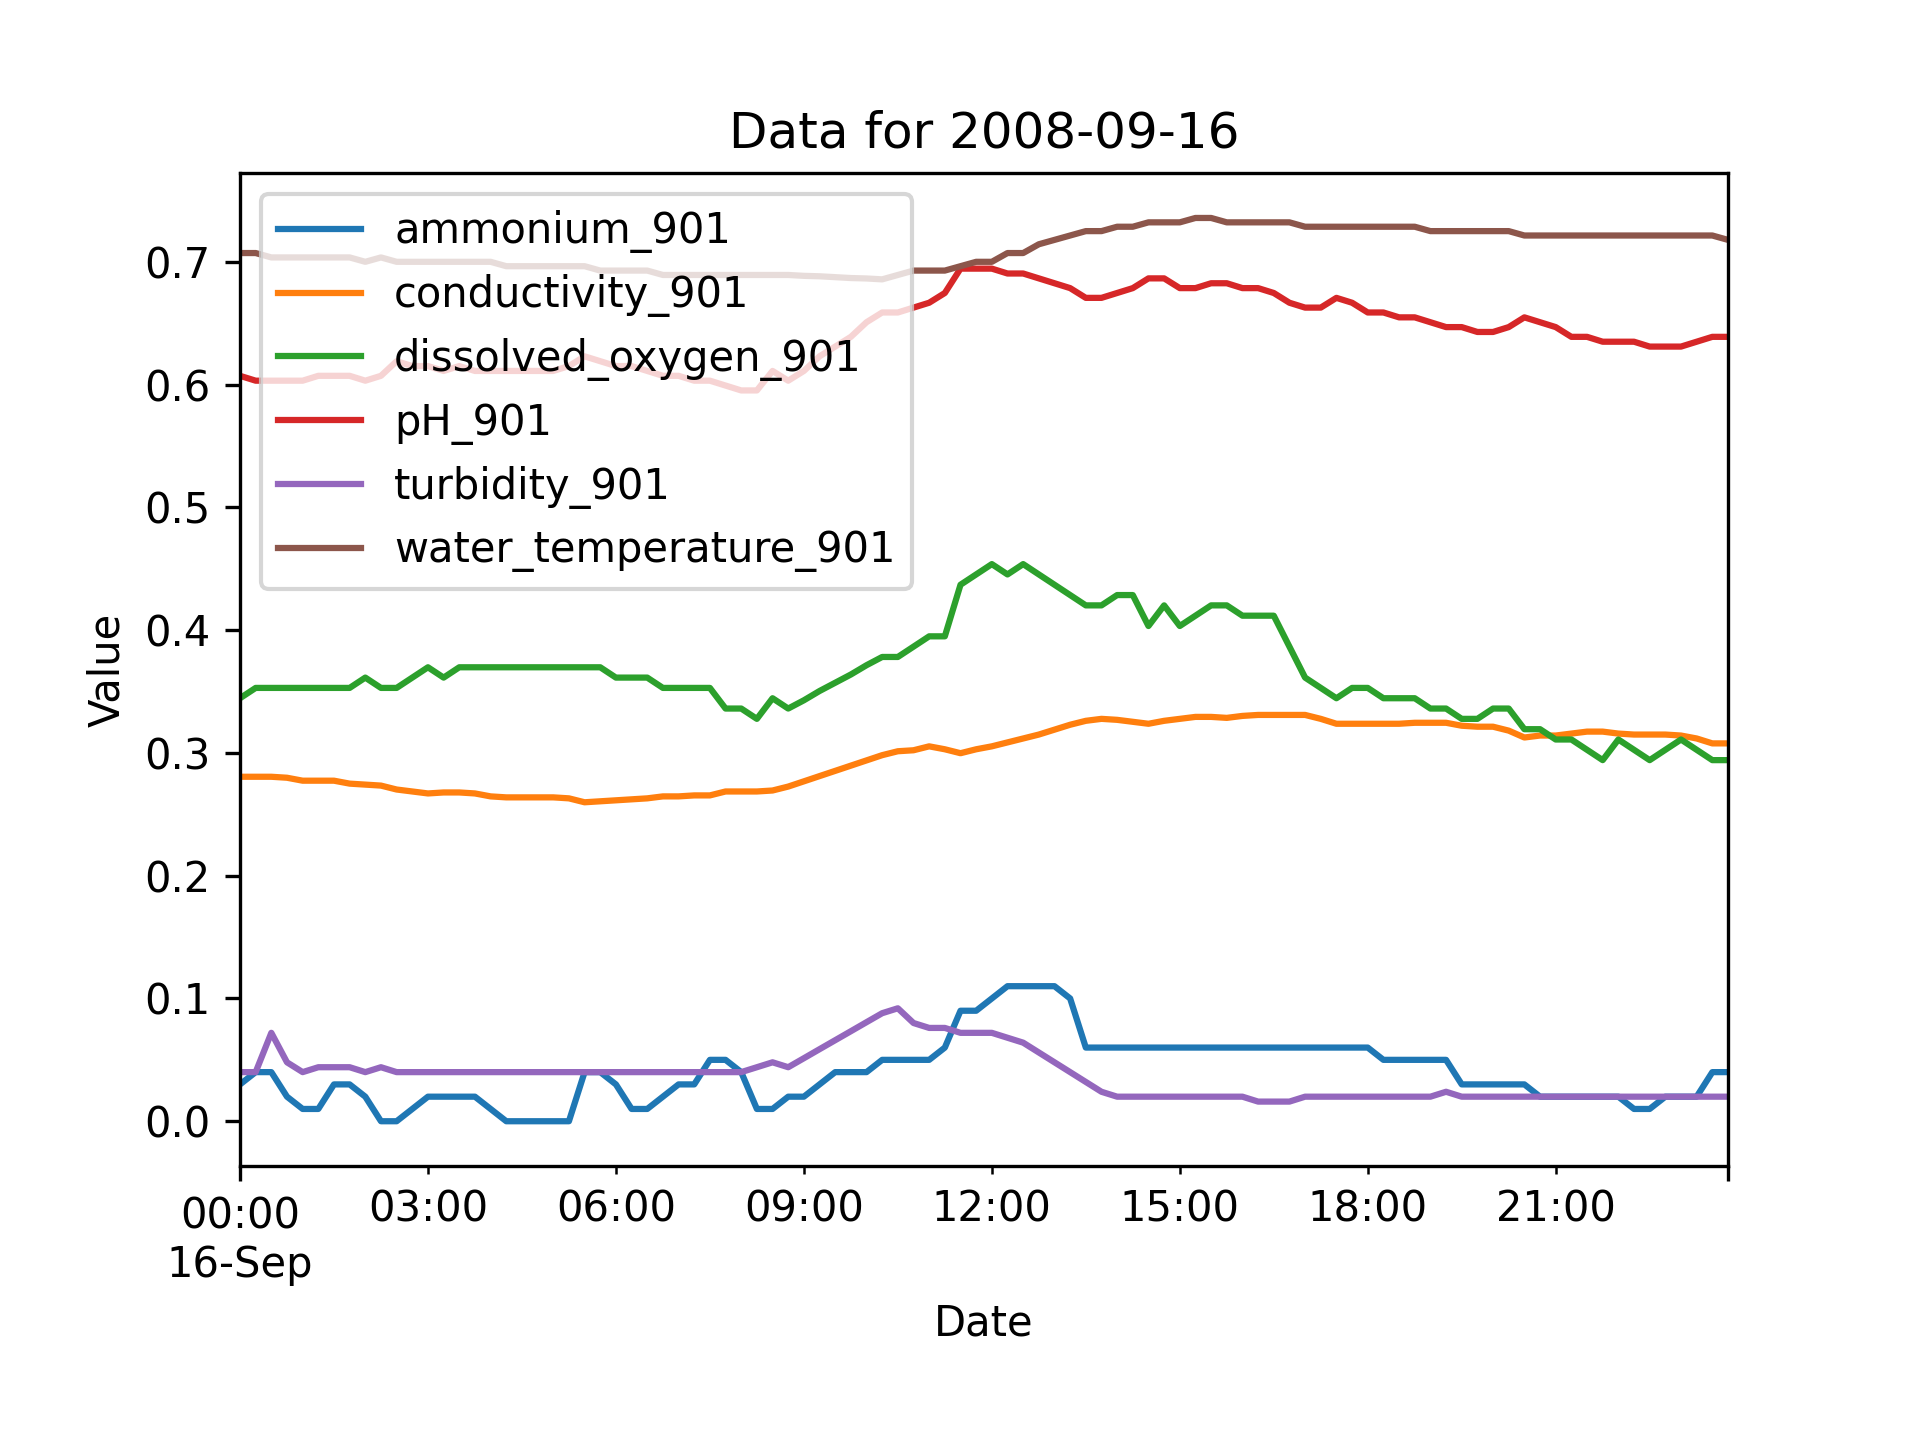 Data for 2008-09-16
ammonium_901
conductivity_901
dissolved_oxygen_901
pH_901
turbidity_901
water_temperature_901
Value
0.7
0.6
0.5
0.4
0.3
0.2
0.1
0.0
00:00 03:00 06:00 09:00 12:00 15:00 18:00 21:00
16-Sep
Date